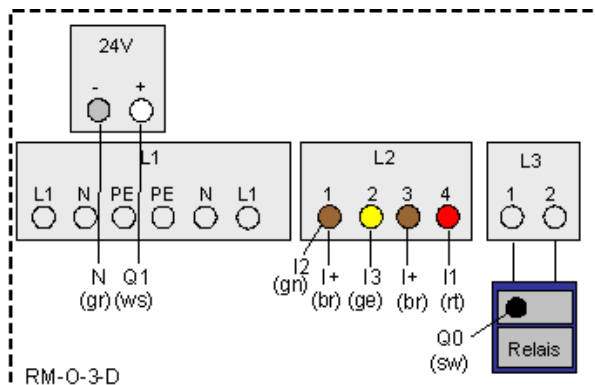 24V
- +
L1 L2 L3
L1 N PE PE N L1
1 2 3 4
1 2
N Q1
(gr) (ws)
I2
(gn)
I+ I3 I+ I1
(br) (ge) (br) (rt)
Q0
(sw)
Relais
RM-O-3-D